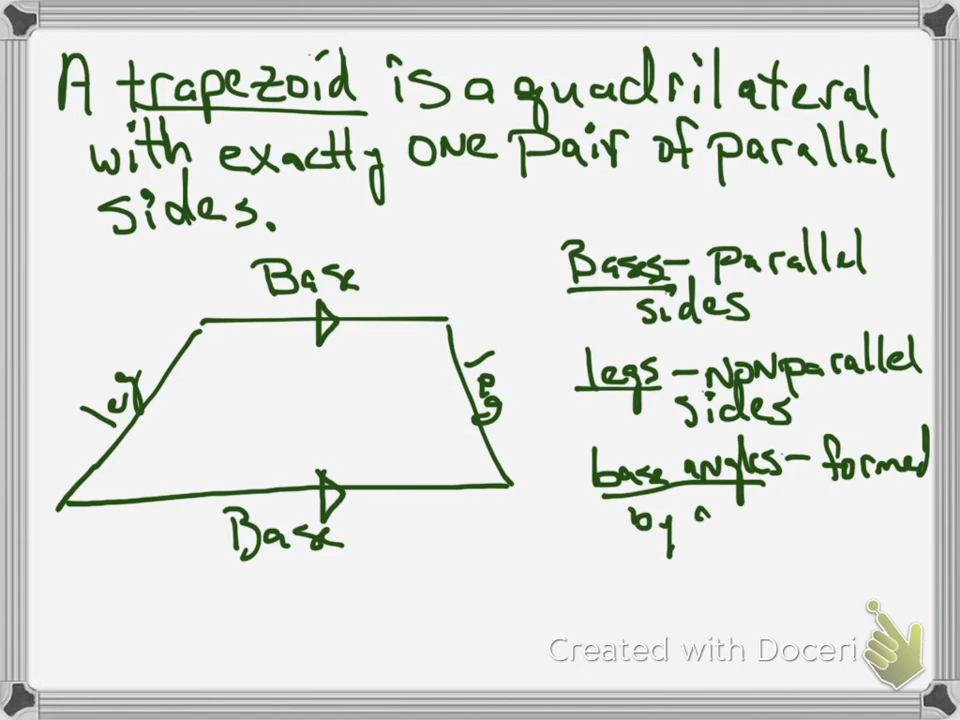 A trapezoid is a quadrilateral
with exactly one pair of parallel
sides.
Base
Bases- parallel
sides
leg
leg
legs - nonparallel
sides
base angles - formed
by
Base
Created with Doceri